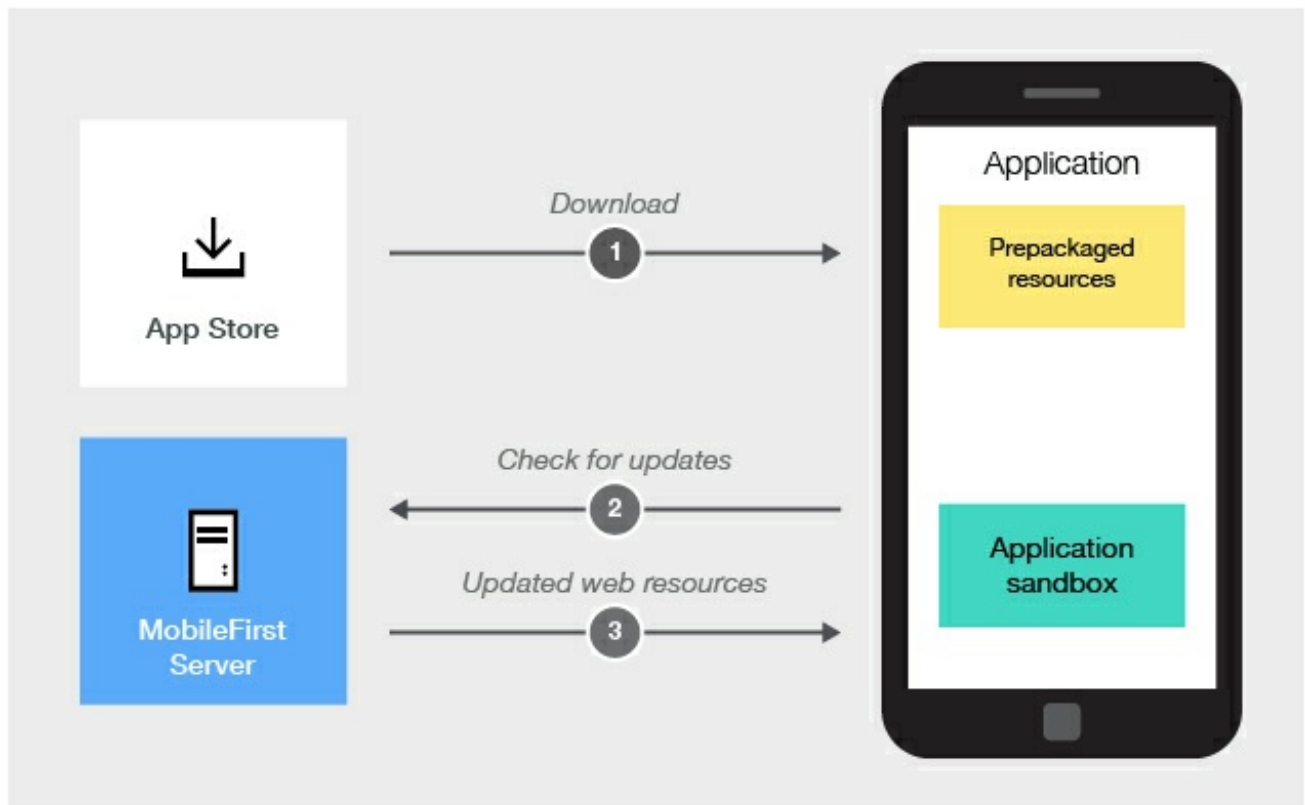 Application
Download
1
Prepackaged
resources
App Store
Check for updates
2
Application
sandbox
Updated web resources
3
MobileFirst
Server